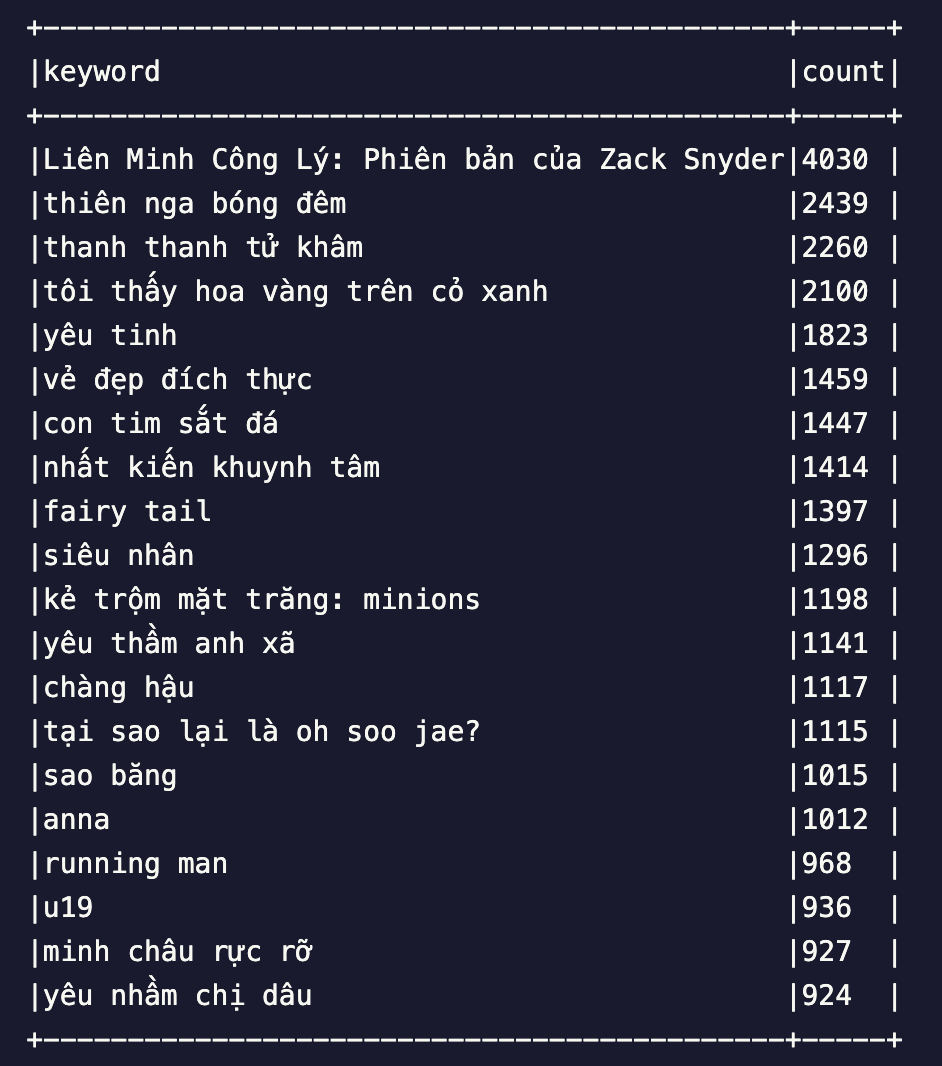 +--------------------------------------------+-----+
|keyword                                     |count|
+--------------------------------------------+-----+
|Liên Minh Công Lý: Phiên bản của Zack Snyder|4030 |
|thiên nga bóng đêm                          |2439 |
|thanh thanh tử khâm                         |2260 |
|tôi thấy hoa vàng trên cỏ xanh              |2100 |
|yêu tinh                                    |1823 |
|vẻ đẹp đích thực                            |1459 |
|con tim sắt đá                              |1447 |
|nhất kiến khuynh tâm                        |1414 |
|fairy tail                                  |1397 |
|siêu nhân                                   |1296 |
|kẻ trộm mặt trăng: minions                  |1198 |
|yêu thầm anh xã                             |1141 |
|chàng hậu                                   |1117 |
|tại sao lại là oh soo jae?                  |1115 |
|sao băng                                    |1015 |
|anna                                        |1012 |
|running man                                 |968  |
|u19                                         |936  |
|minh châu rực rỡ                            |927  |
|yêu nhầm chị dâu                            |924  |
+--------------------------------------------+-----+